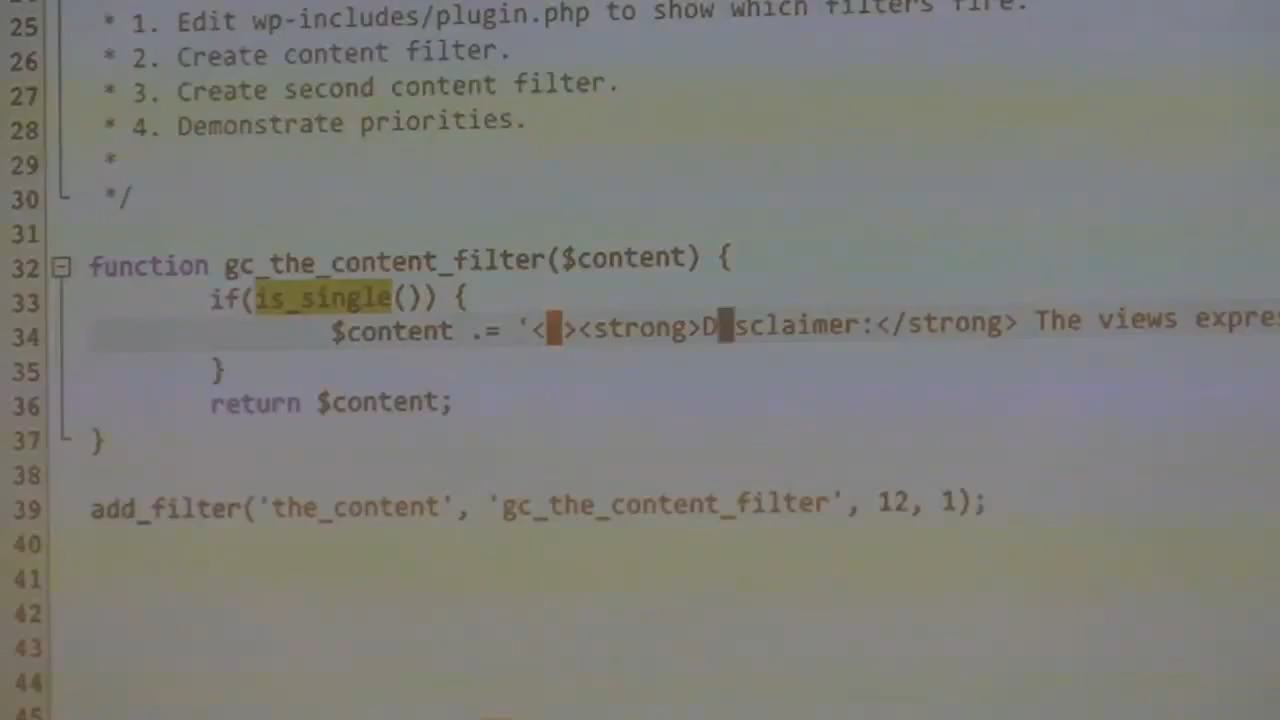 25 * 1. Edit wp-includes/plugin.php to show which filters fire.
26 * 2. Create content filter.
27 * 3. Create second content filter.
28 * 4. Demonstrate priorities.
29 *
30 */
31
32 function gc_the_content_filter($content) {
33 if(is_single()) {
34 $content .= '< ><strong>D sclaimer:</strong> The views expre
35 }
36 return $content;
37 }
38
39 add_filter('the_content', 'gc_the_content_filter', 12, 1);
40
41
42
43
44
45